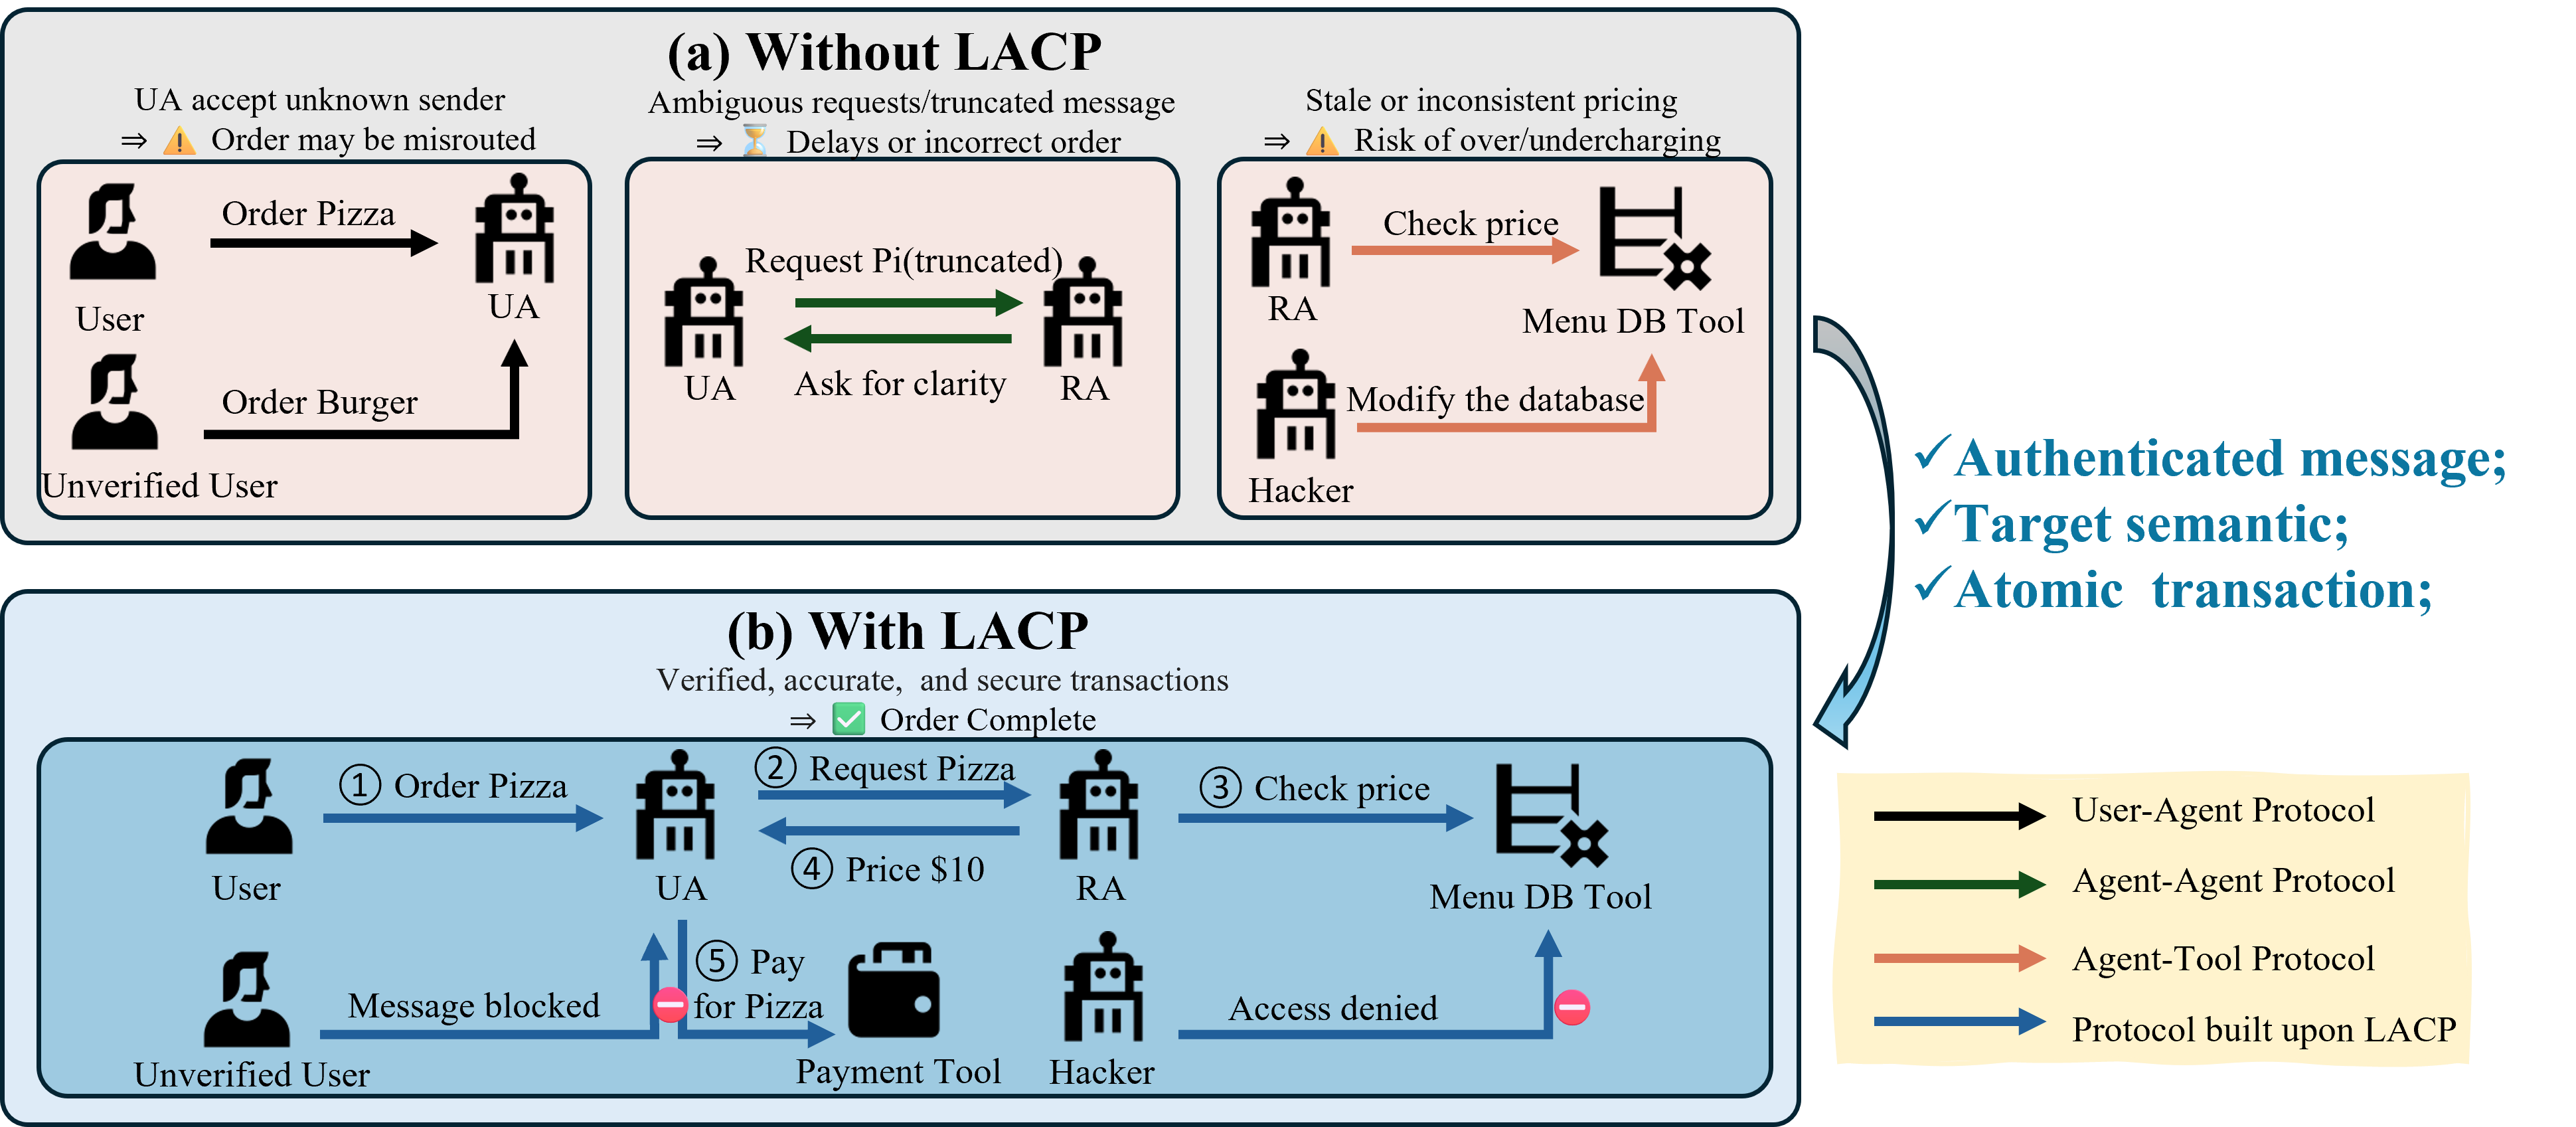 (a) Without LACP
UA accept unknown sender
⇒ ⚠️ Order may be misrouted
Ambiguous requests/truncated message
⇒ ⏳ Delays or incorrect order
Stale or inconsistent pricing
⇒ ⚠️ Risk of over/undercharging
Order Pizza
User
UA
Order Burger
Unverified User
Request Pi(truncated)
UA
Ask for clarity
RA
Check price
RA
Menu DB Tool
Modify the database
Hacker
✓Authenticated message;
✓Target semantic;
✓Atomic transaction;
(b) With LACP
Verified, accurate, and secure transactions
⇒ ✅ Order Complete
① Order Pizza
② Request Pizza
③ Check price
④ Price $10
User
UA
RA
Menu DB Tool
⑤ Pay
for Pizza
Message blocked
Access denied
Unverified User
Payment Tool
Hacker
User-Agent Protocol
Agent-Agent Protocol
Agent-Tool Protocol
Protocol built upon LACP